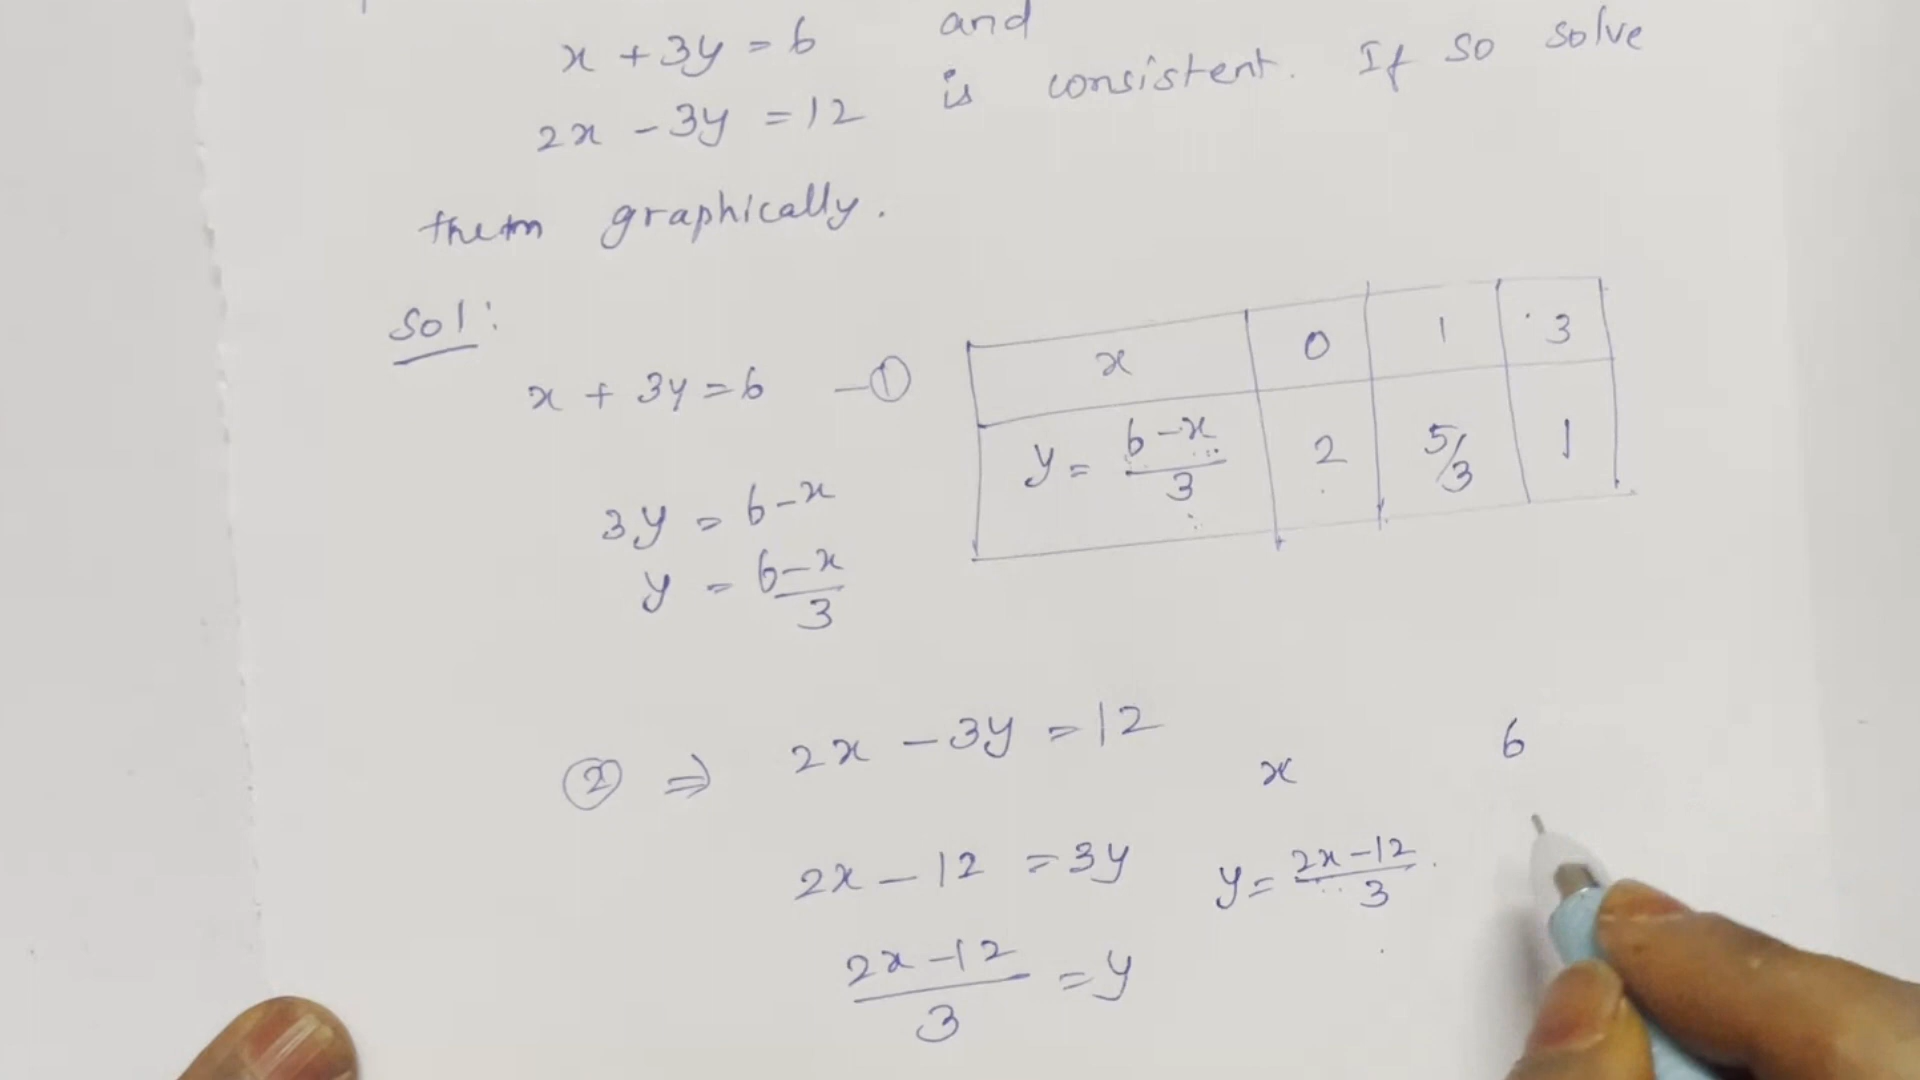 x + 3y = 6 and
2x - 3y = 12 is consistent. If so solve
them graphically.
Sol:
x + 3y = 6 - ①
3y = 6-x
y = 6-x/3
x 0 1 3
y = 6-x/3 2 5/3 1
② ⇒ 2x - 3y = 12
2x - 12 = 3y
2x-12/3 = y
x 6
y = 2x-12/3